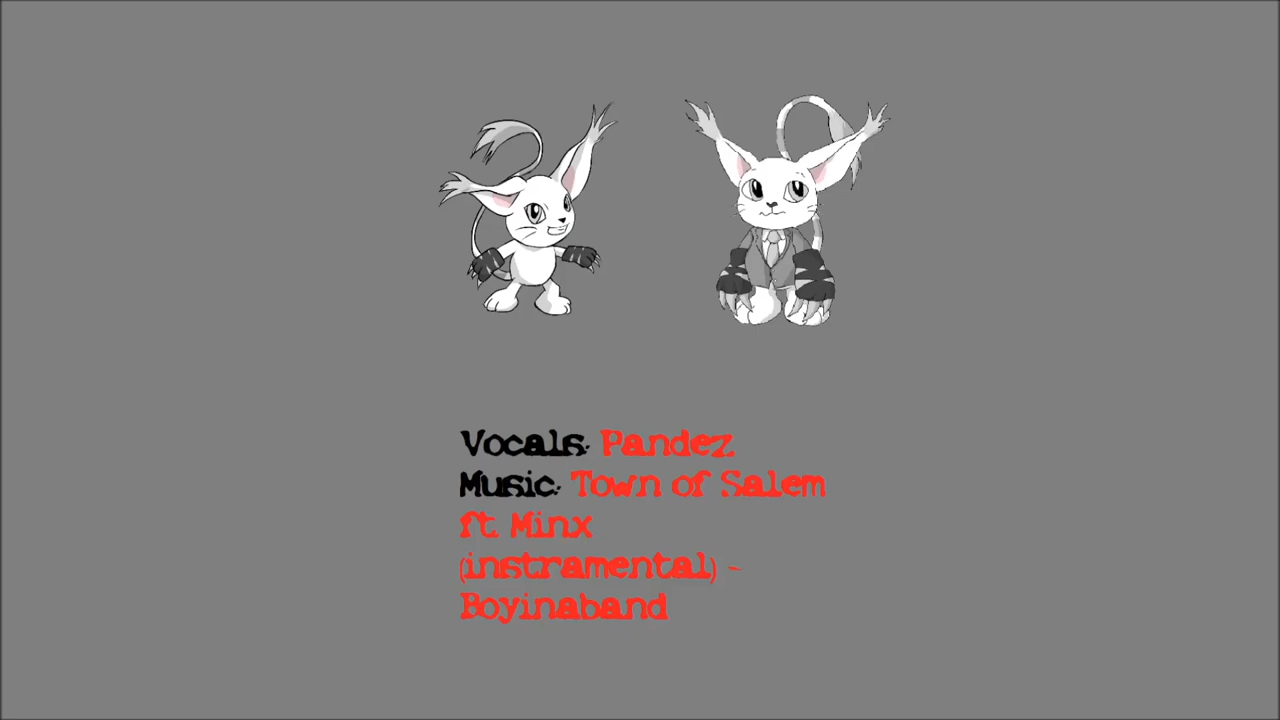 Vocals: Pandez
Music: Town of Salem
ft. Minx
(instramental) -
Boyinaband